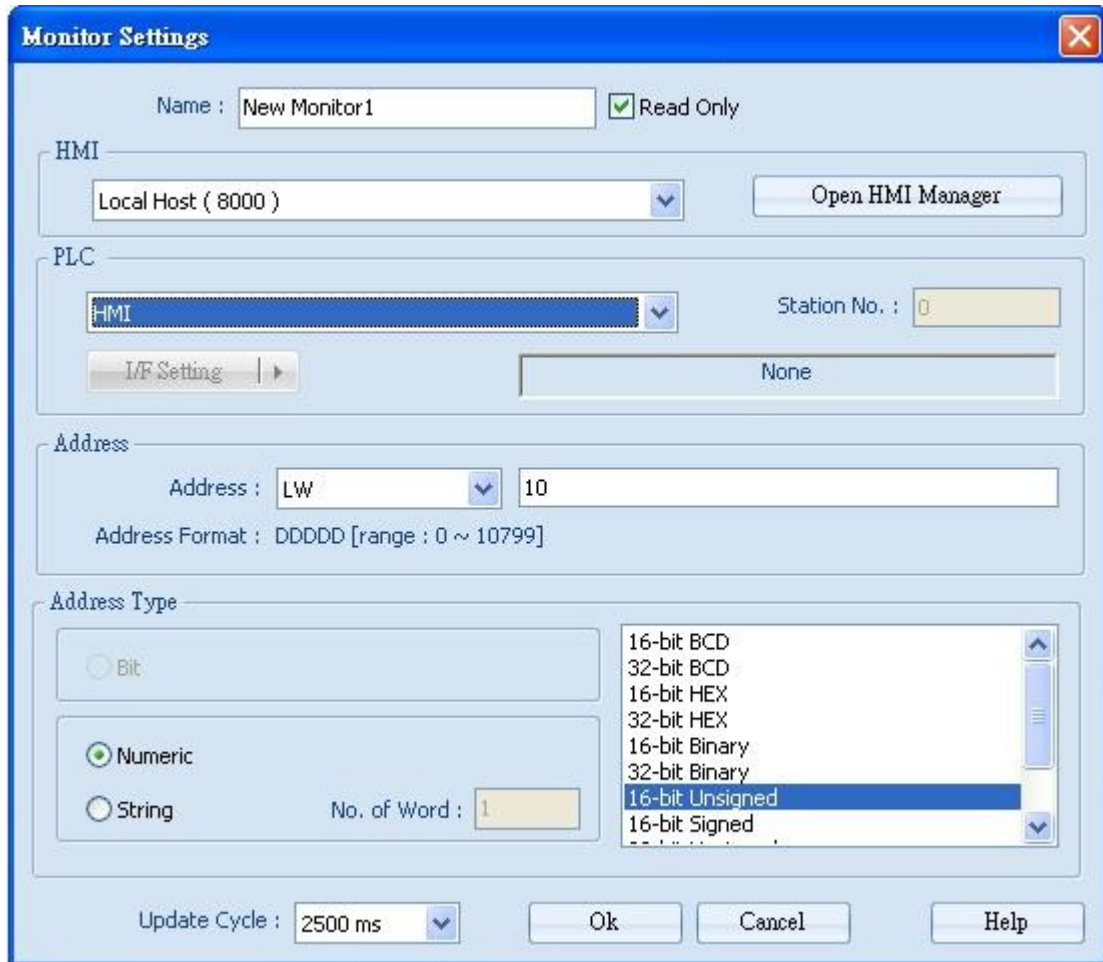 Monitor Settings
Name : New Monitor1 Read Only
HMI
Local Host ( 8000 ) Open HMI Manager
PLC
HMI Station No. : 0
I/F Setting None
Address
Address : LW 10
Address Format : DDDDD [range : 0 ~ 10799]
Address Type
Bit
Numeric
String No. of Word : 1
16-bit BCD
32-bit BCD
16-bit HEX
32-bit HEX
16-bit Binary
32-bit Binary
16-bit Unsigned
16-bit Signed
Update Cycle : 2500 ms Ok Cancel Help